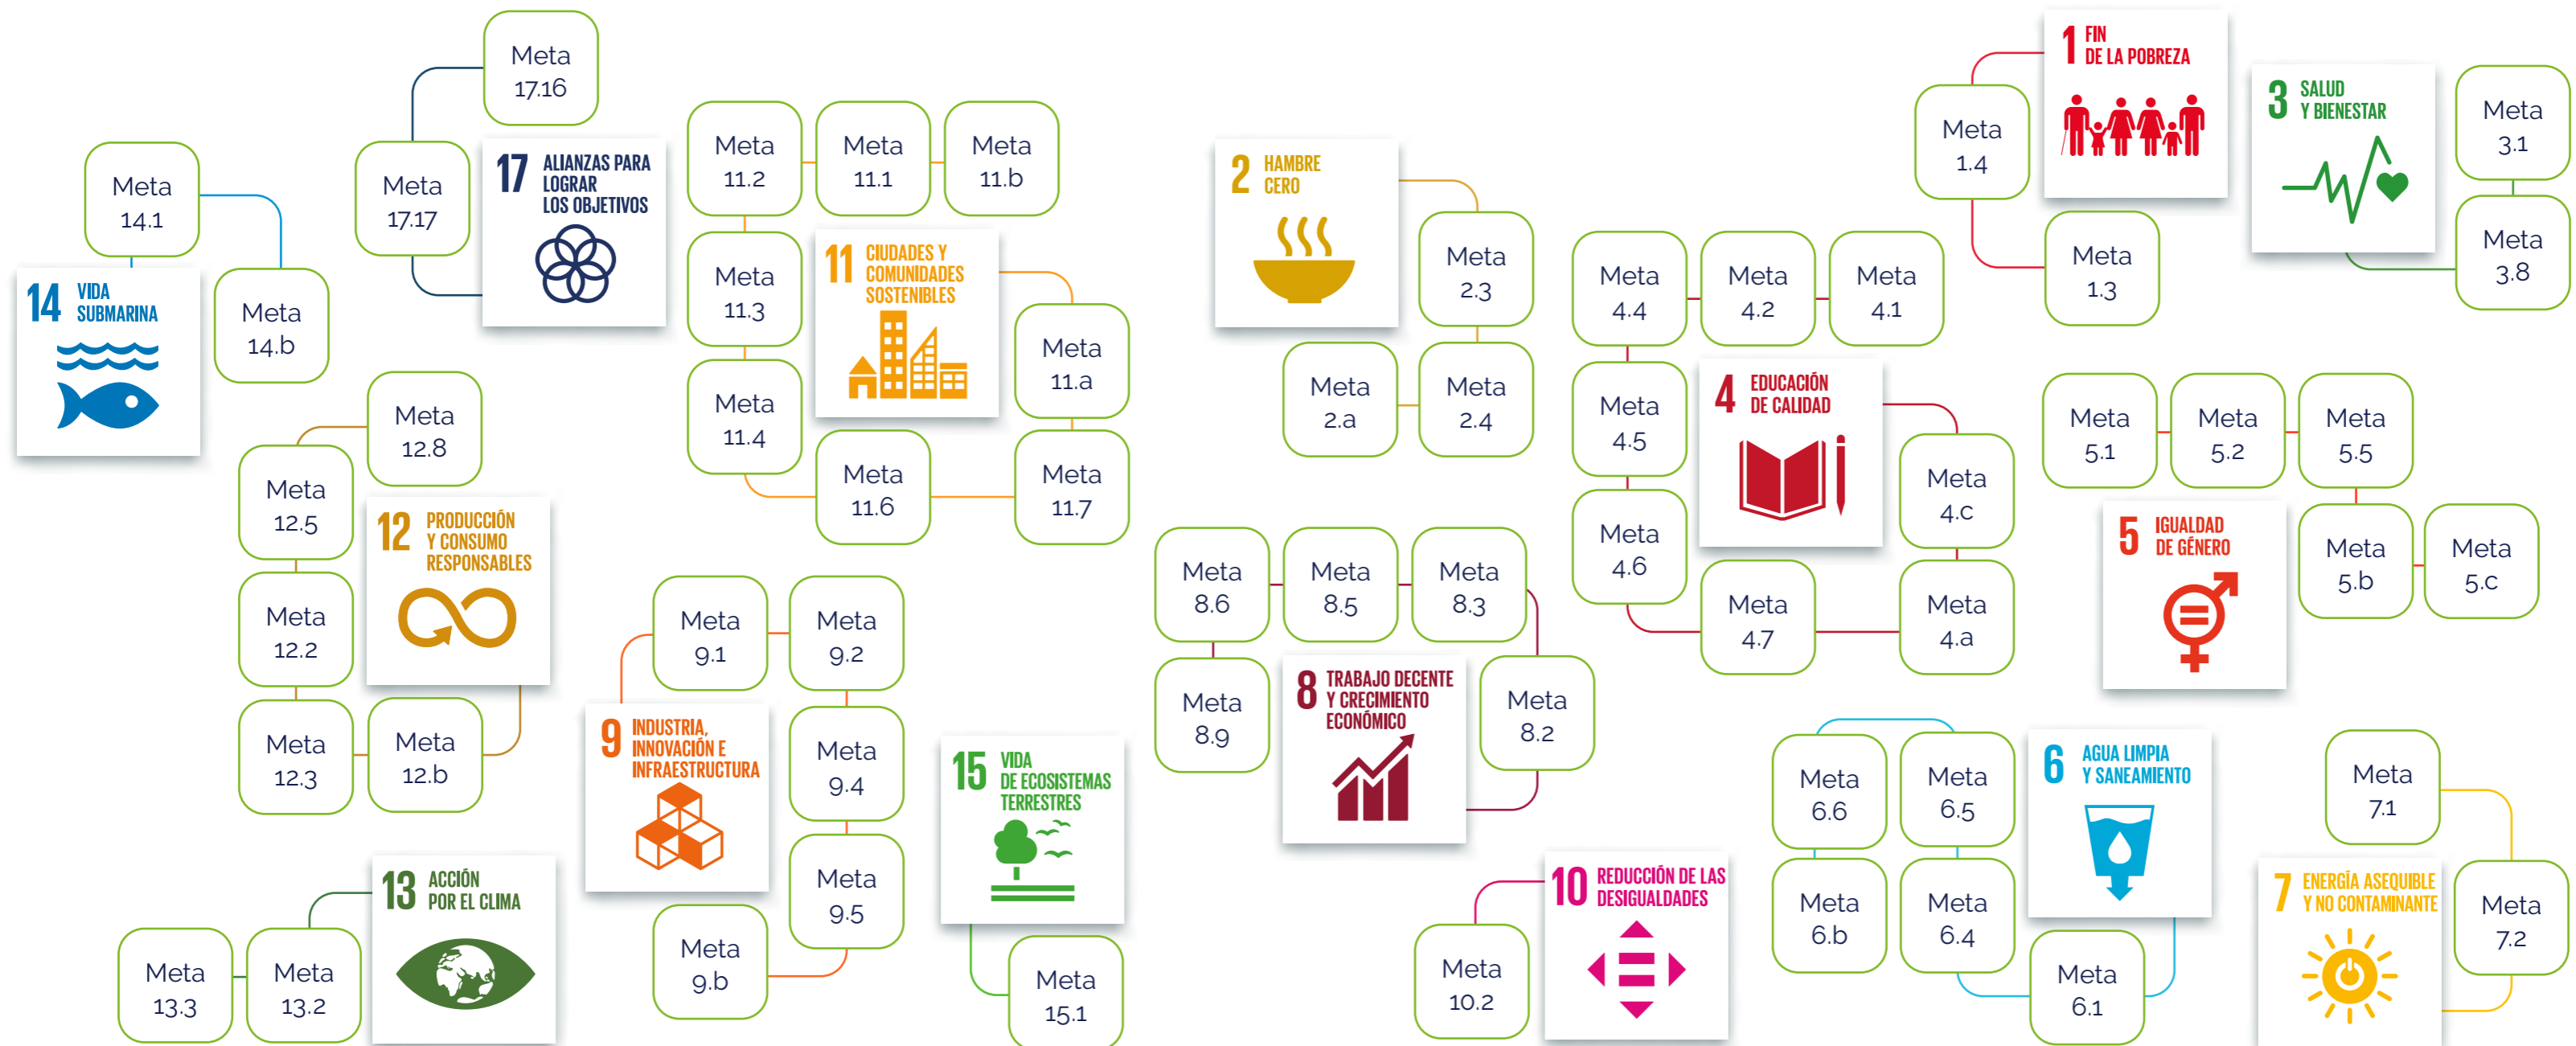 Meta
17.16
Meta
17.17
17 ALIANZAS PARA
LOGRAR
LOS OBJETIVOS
Meta
14.1
Meta
14.b
14 VIDA
SUBMARINA
Meta
11.2
Meta
11.1
Meta
11.b
Meta
11.3
Meta
11.4
11 CIUDADES Y
COMUNIDADES
SOSTENIBLES
Meta
11.a
Meta
11.6
Meta
11.7
Meta
12.8
Meta
12.5
Meta
12.2
Meta
12.3
Meta
12.b
12 PRODUCCIÓN
Y CONSUMO
RESPONSABLES
Meta
9.1
Meta
9.2
Meta
9.4
Meta
9.5
Meta
9.b
9 INDUSTRIA,
INNOVACIÓN E
INFRAESTRUCTURA
15 VIDA
DE ECOSISTEMAS
TERRESTRES
Meta
15.1
13 ACCIÓN
POR EL CLIMA
Meta
13.3
Meta
13.2
2 HAMBRE
CERO
Meta
2.3
Meta
2.a
Meta
2.4
1 FIN
DE LA POBREZA
Meta
1.4
Meta
1.3
3 SALUD
Y BIENESTAR
Meta
3.1
Meta
3.8
Meta
4.4
Meta
4.2
Meta
4.1
Meta
4.5
Meta
4.6
4 EDUCACIÓN
DE CALIDAD
Meta
4.c
Meta
4.7
Meta
4.a
Meta
5.1
Meta
5.2
Meta
5.5
Meta
5.b
Meta
5.c
5 IGUALDAD
DE GÉNERO
Meta
8.6
Meta
8.5
Meta
8.3
Meta
8.9
Meta
8.2
8 TRABAJO DECENTE
Y CRECIMIENTO
ECONÓMICO
Meta
6.6
Meta
6.5
Meta
6.b
Meta
6.4
Meta
6.1
6 AGUA LIMPIA
Y SANEAMIENTO
Meta
7.1
Meta
7.2
7 ENERGÍA ASEQUIBLE
Y NO CONTAMINANTE
10 REDUCCIÓN DE LAS
DESIGUALDADES
Meta
10.2